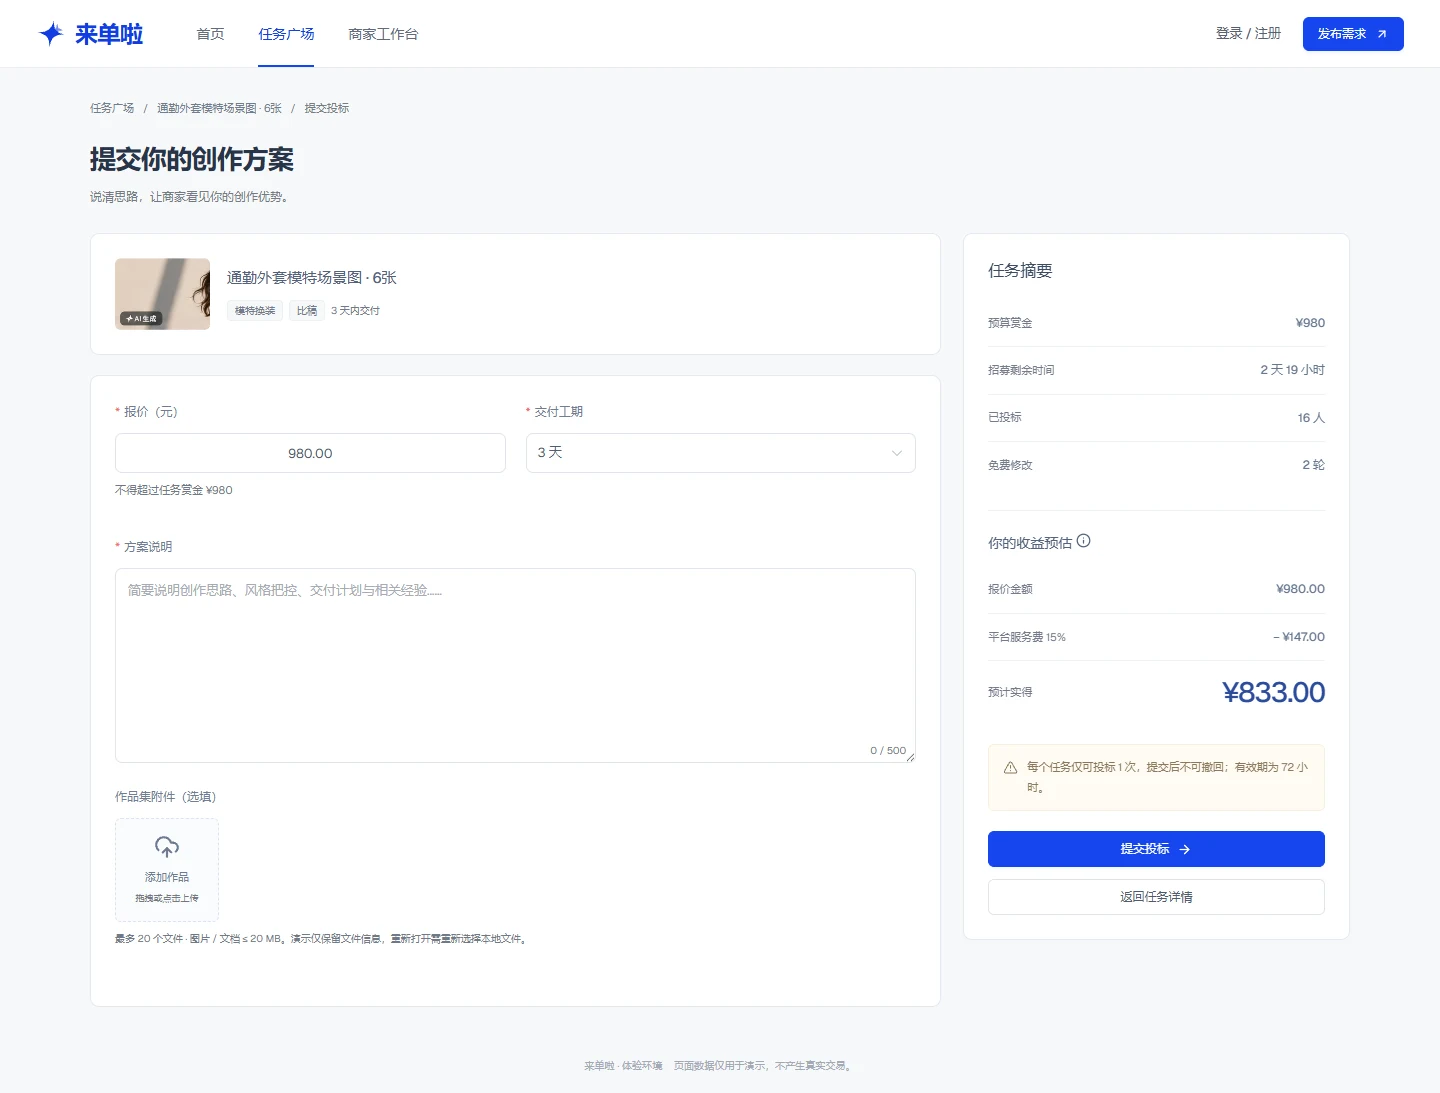 来单啦
首页
任务广场
商家工作台
登录 / 注册
发布需求
任务广场 / 通勤外套模特场景图 · 6张 / 提交投标
提交你的创作方案
说清思路，让商家看见你的创作优势。
AI 生成
通勤外套模特场景图 · 6张
模特换装
比稿
3 天内交付
* 报价（元）
980.00
不得超过任务赏金 ¥980
* 交付工期
3 天
* 方案说明
简要说明创作思路、风格把控、交付计划与相关经验……
0 / 500
作品集附件（选填）
添加作品
拖拽或点击上传
最多 20 个文件 · 图片 / 文档 ≤ 20 MB。演示仅保留文件信息，重新打开需重新选择本地文件。
任务摘要
预算赏金 ¥980
招募剩余时间 2 天 19 小时
已投标 16 人
免费修改 2 轮
你的收益预估
报价金额 ¥980.00
平台服务费 15% − ¥147.00
预计实得 ¥833.00
每个任务仅可投标 1 次，提交后不可撤回；有效期为 72 小
时。
提交投标
返回任务详情
来单啦 · 体验环境 页面数据仅用于演示，不产生真实交易。